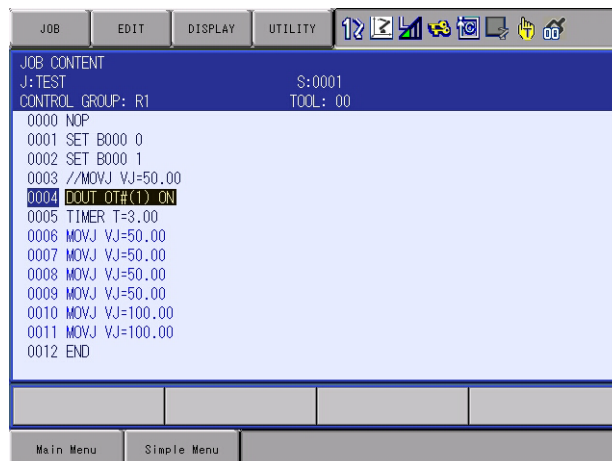 JOB EDIT DISPLAY UTILITY
JOB CONTENT
J:TEST S:0001
CONTROL GROUP: R1 TOOL: 00
0000 NOP
0001 SET B000 0
0002 SET B000 1
0003 //MOVJ VJ=50.00
0004 DOUT OT#(1) ON
0005 TIMER T=3.00
0006 MOVJ VJ=50.00
0007 MOVJ VJ=50.00
0008 MOVJ VJ=50.00
0009 MOVJ VJ=50.00
0010 MOVJ VJ=100.00
0011 MOVJ VJ=100.00
0012 END
Main Menu Simple Menu